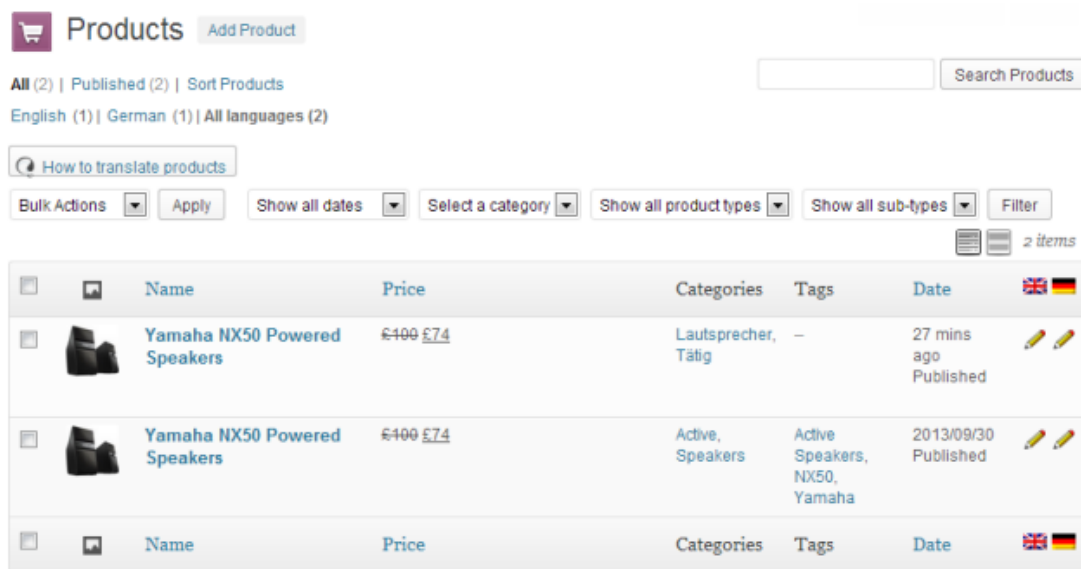 Products Add Product
All (2) | Published (2) | Sort Products
Search Products
English (1) | German (1) | All languages (2)
How to translate products
Bulk Actions Apply Show all dates Select a category Show all product types Show all sub-types Filter
2 items
Name Price Categories Tags Date
Yamaha NX50 Powered
Speakers
£100 £74
Lautsprecher,
Tätig
–
27 mins
ago
Published
Yamaha NX50 Powered
Speakers
£100 £74
Active,
Speakers
Active
Speakers,
NX50,
Yamaha
2013/09/30
Published
Name Price Categories Tags Date